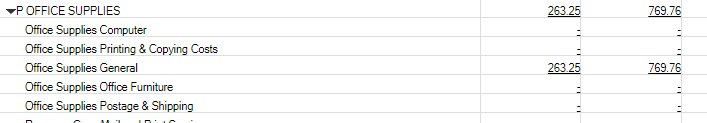 P OFFICE SUPPLIES 263.25 769.76
Office Supplies Computer - -
Office Supplies Printing & Copying Costs - -
Office Supplies General 263.25 769.76
Office Supplies Office Furniture - -
Office Supplies Postage & Shipping - -